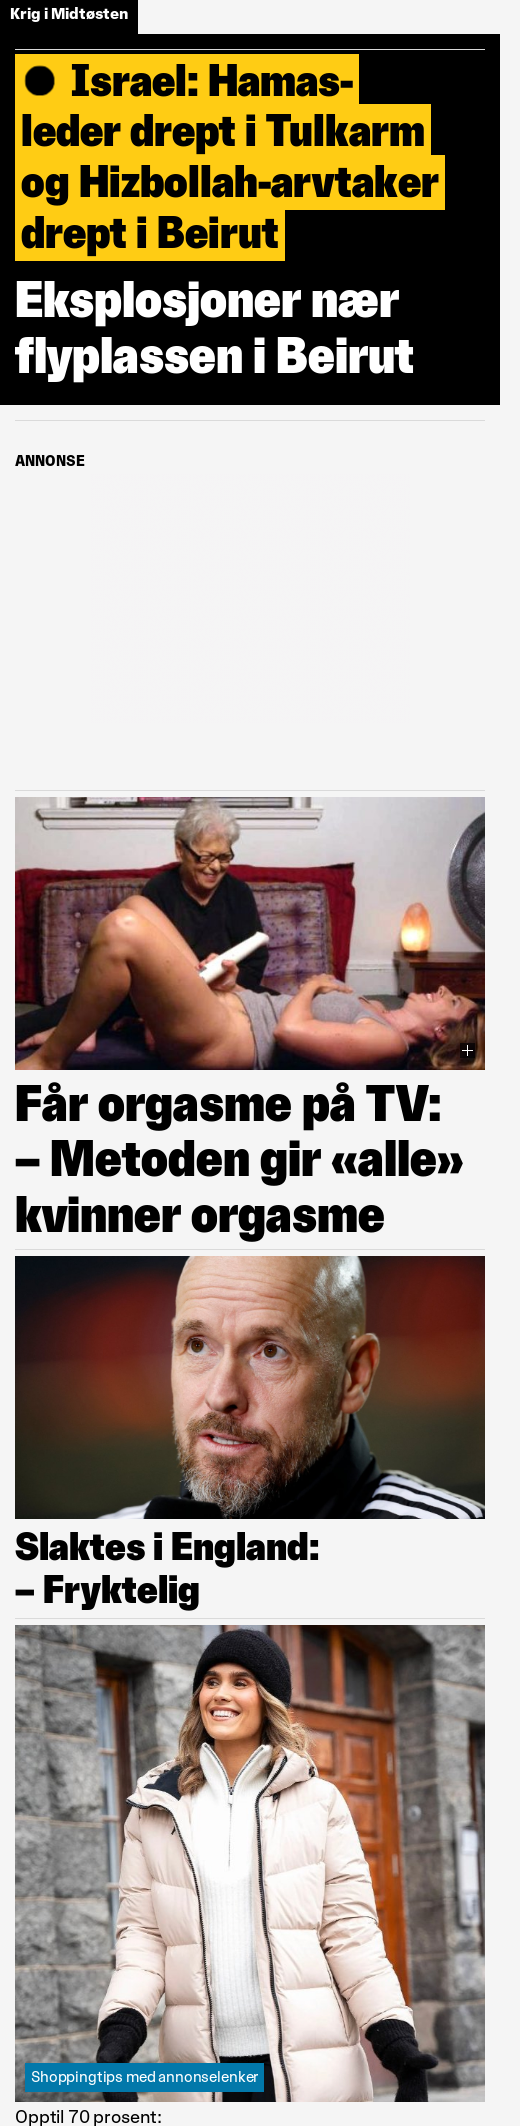 Krig i Midtøsten
Israel: Hamas-
leder drept i Tulkarm
og Hizbollah-arvtaker
drept i Beirut
Eksplosjoner nær
flyplassen i Beirut
ANNONSE
Får orgasme på TV:
– Metoden gir «alle»
kvinner orgasme
Slaktes i England:
– Fryktelig
Shoppingtips med annonselenker
Opptil 70 prosent: